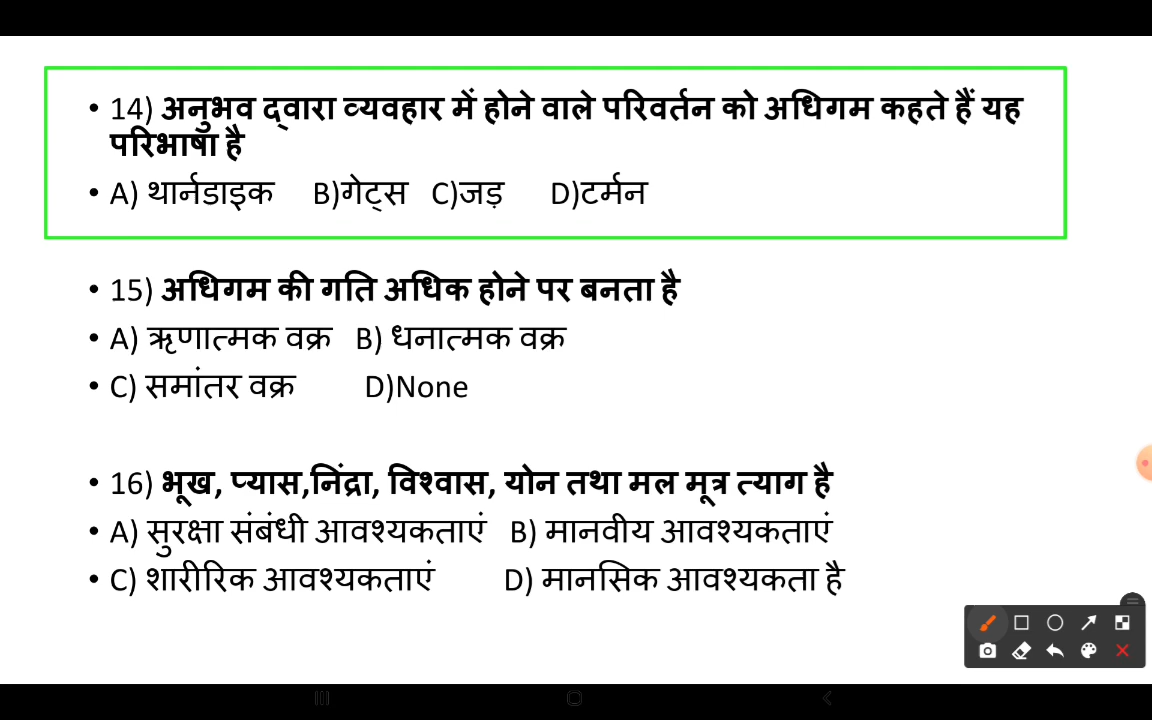 • 14) अनुभव द्वारा व्यवहार में होने वाले परिवर्तन को अधिगम कहते हैं यह
परिभाषा है
• A) थार्नडाइक B)गेट्स C)जड़ D)टर्मन
• 15) अधिगम की गति अधिक होने पर बनता है
• A) ऋणात्मक वक्र B) धनात्मक वक्र
• C) समांतर वक्र D)None
• 16) भूख, प्यास,निंद्रा, विश्वास, योन तथा मल मूत्र त्याग है
• A) सुरक्षा संबंधी आवश्यकताएं B) मानवीय आवश्यकताएं
• C) शारीरिक आवश्यकताएं D) मानसिक आवश्यकता है